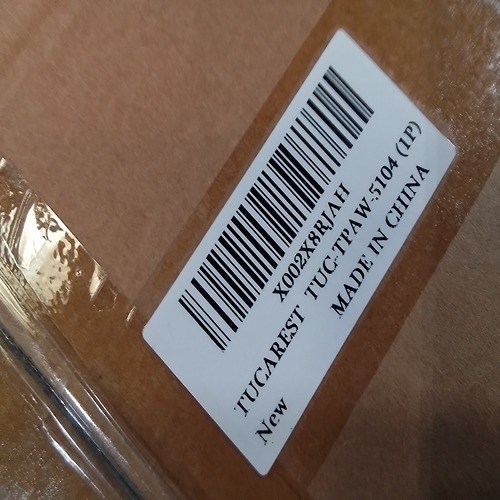 X002X8RJAH
TUCAREST TUC-TPAW-5104 (1P)
New MADE IN CHINA